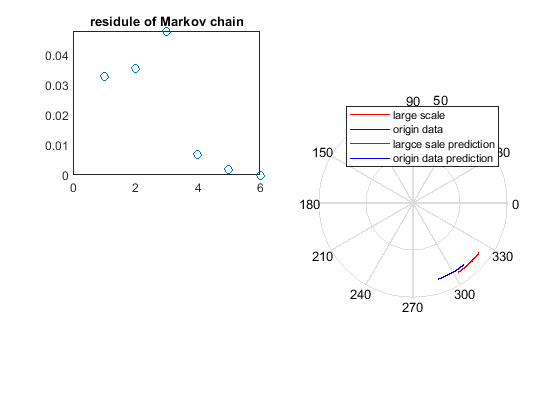 residule of Markov chain
0.04
0.03
0.02
0.01
0
0 2 4 6
90 50
large scale
origin data
largce sale prediction
origin data prediction
150
30
180
0
210
330
240
300
270